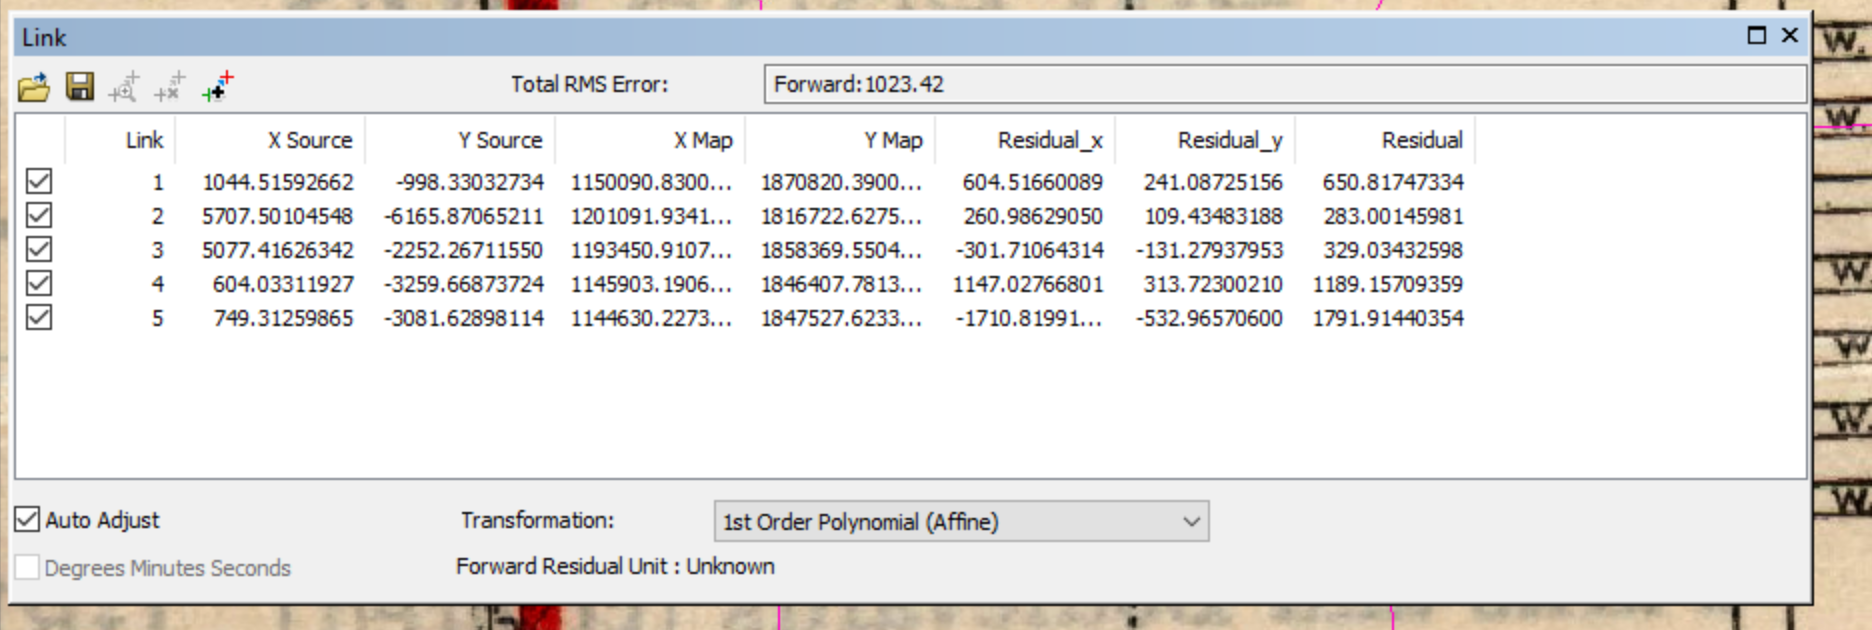 Link
Total RMS Error: Forward:1023.42
Link X Source Y Source X Map Y Map Residual_x Residual_y Residual
1 1044.51592662 -998.33032734 1150090.8300... 1870820.3900... 604.51660089 241.08725156 650.81747334
2 5707.50104548 -6165.87065211 1201091.9341... 1816722.6275... 260.98629050 109.43483188 283.00145981
3 5077.41626342 -2252.26711550 1193450.9107... 1858369.5504... -301.71064314 -131.27937953 329.03432598
4 604.03311927 -3259.66873724 1145903.1906... 1846407.7813... 1147.02766801 313.72300210 1189.15709359
5 749.31259865 -3081.62898114 1144630.2273... 1847527.6233... -1710.81991... -532.96570600 1791.91440354
Auto Adjust Transformation: 1st Order Polynomial (Affine)
Degrees Minutes Seconds Forward Residual Unit : Unknown
W.
W.
W.
W
W.
W.